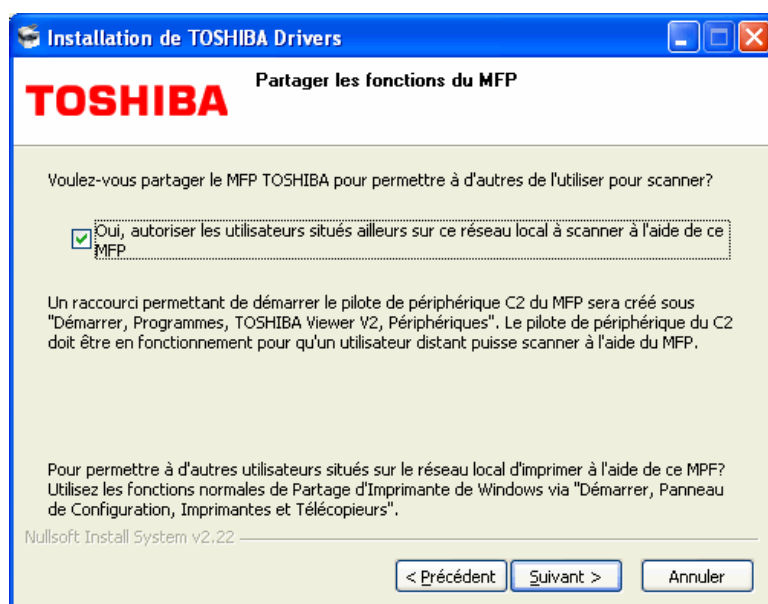 Installation de TOSHIBA Drivers
Partager les fonctions du MFP
TOSHIBA
Voulez-vous partager le MFP TOSHIBA pour permettre à d'autres de l'utiliser pour scanner?
Oui, autoriser les utilisateurs situés ailleurs sur ce réseau local à scanner à l'aide de ce
MFP
Un raccourci permettant de démarrer le pilote de périphérique C2 du MFP sera créé sous
"Démarrer, Programmes, TOSHIBA Viewer V2, Périphériques". Le pilote de périphérique du C2
doit être en fonctionnement pour qu'un utilisateur distant puisse scanner à l'aide du MFP.
Pour permettre à d'autres utilisateurs situés sur le réseau local d'imprimer à l'aide de ce MPF?
Utilisez les fonctions normales de Partage d'Imprimante de Windows via "Démarrer, Panneau
de Configuration, Imprimantes et Télécopieurs".
Nullsoft Install System v2.22
< Précédent Suivant > Annuler